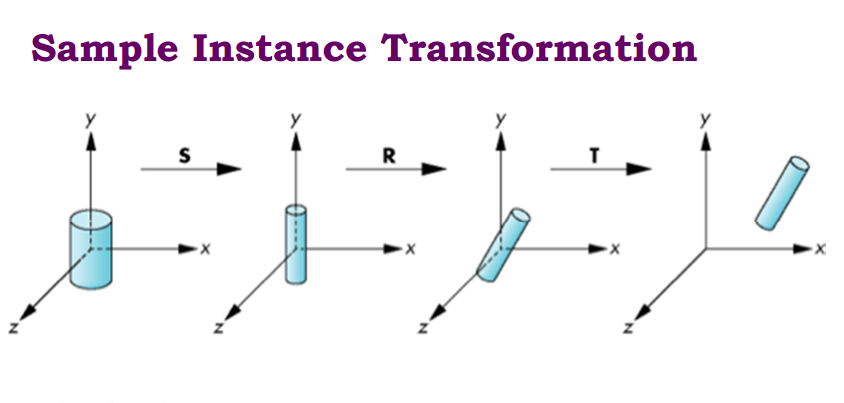 Sample Instance Transformation
y y y y
S R T
x x x x
z z z z